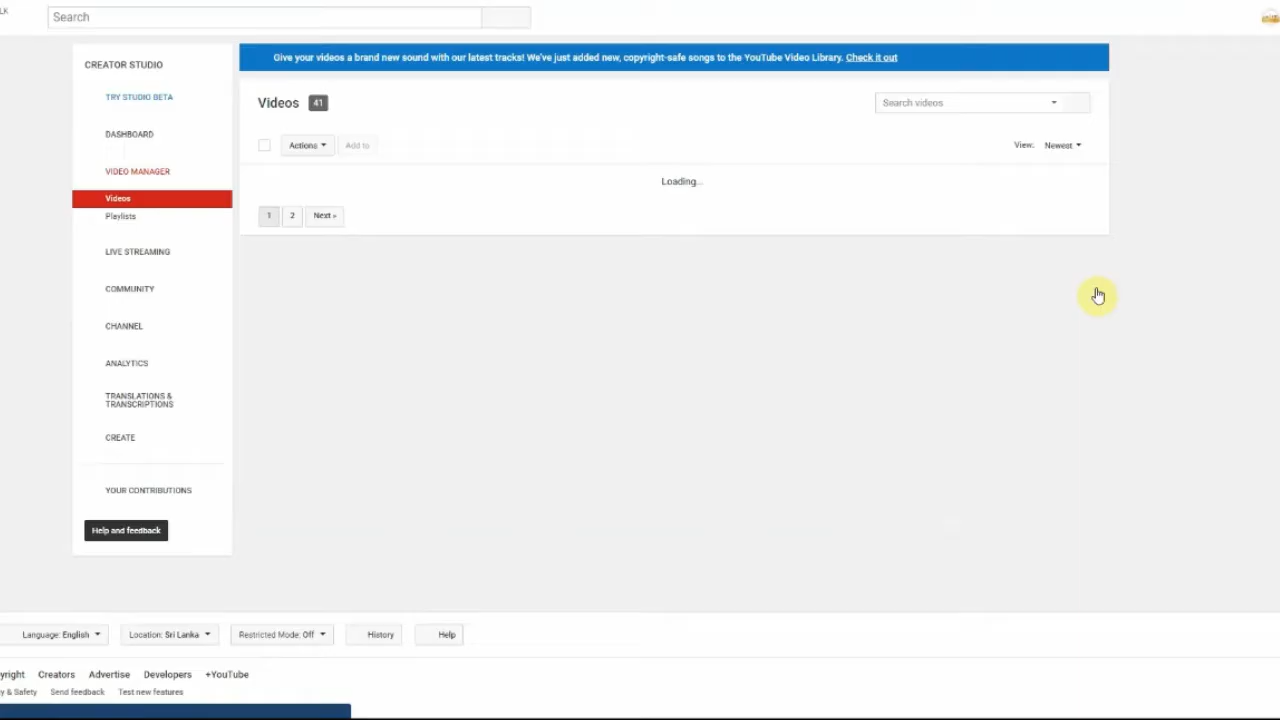 LK
Search
CREATOR STUDIO
TRY STUDIO BETA
DASHBOARD
VIDEO MANAGER
Videos
Playlists
LIVE STREAMING
COMMUNITY
CHANNEL
ANALYTICS
TRANSLATIONS &
TRANSCRIPTIONS
CREATE
YOUR CONTRIBUTIONS
Help and feedback
Give your videos a brand new sound with our latest tracks! We've just added new, copyright-safe songs to the YouTube Video Library. Check it out
Videos 41
Search videos
Actions Add to
View: Newest
Loading...
1 2 Next »
Language: English Location: Sri Lanka Restricted Mode: Off History Help
yright Creators Advertise Developers +YouTube
y & Safety Send feedback Test new features